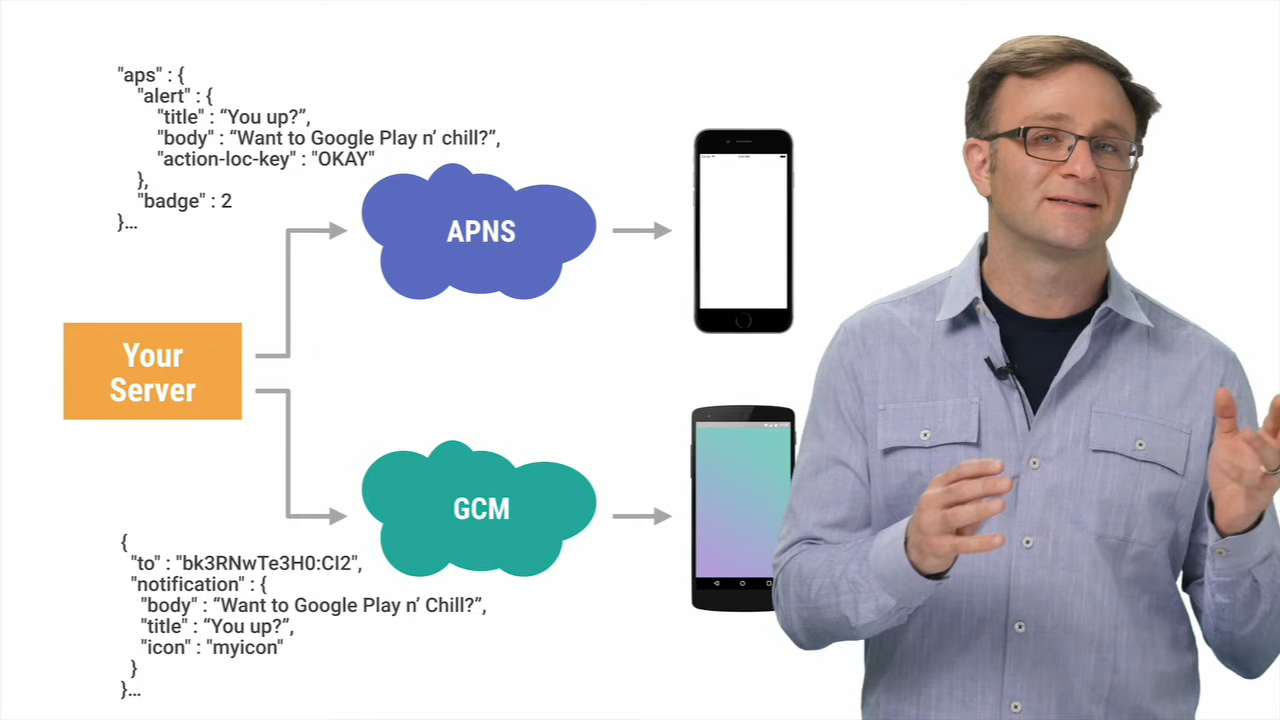 "aps" : {
"alert" : {
"title" : “You up?”,
"body" : “Want to Google Play n’ chill?”,
"action-loc-key" : "OKAY"
},
"badge" : 2
}...
APNS
Your
Server
GCM
{
"to" : "bk3RNwTe3H0:CI2",
"notification" : {
"body" : “Want to Google Play n’ Chill?”,
"title" : “You up?”,
"icon" : "myicon"
}
}...